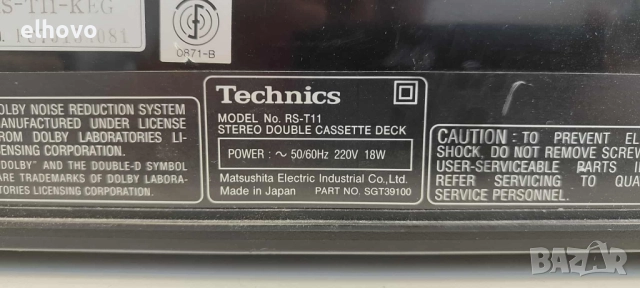 elhovo
S-T11-KEG
0871-B
DOLBY NOISE REDUCTION SYSTEM
MANUFACTURED UNDER LICENSE
FROM DOLBY LABORATORIES LI-
CENSING CORPORATION.
"DOLBY" AND THE DOUBLE-D SYMBOL
ARE TRADEMARKS OF DOLBY LABORA-
TORIES LICENSING CORPORATION.
Technics
MODEL No. RS-T11
STEREO DOUBLE CASSETTE DECK
POWER: ~ 50/60Hz 220V 18W
Matsushita Electric Industrial Co., Ltd.
Made in Japan PART NO. SGT39100
CAUTION: TO PREVENT EL
SHOCK, DO NOT REMOVE SCREW
USER-SERVICEABLE PARTS IN
REFER SERVICING TO QUA
SERVICE PERSONNEL.
BAZAR